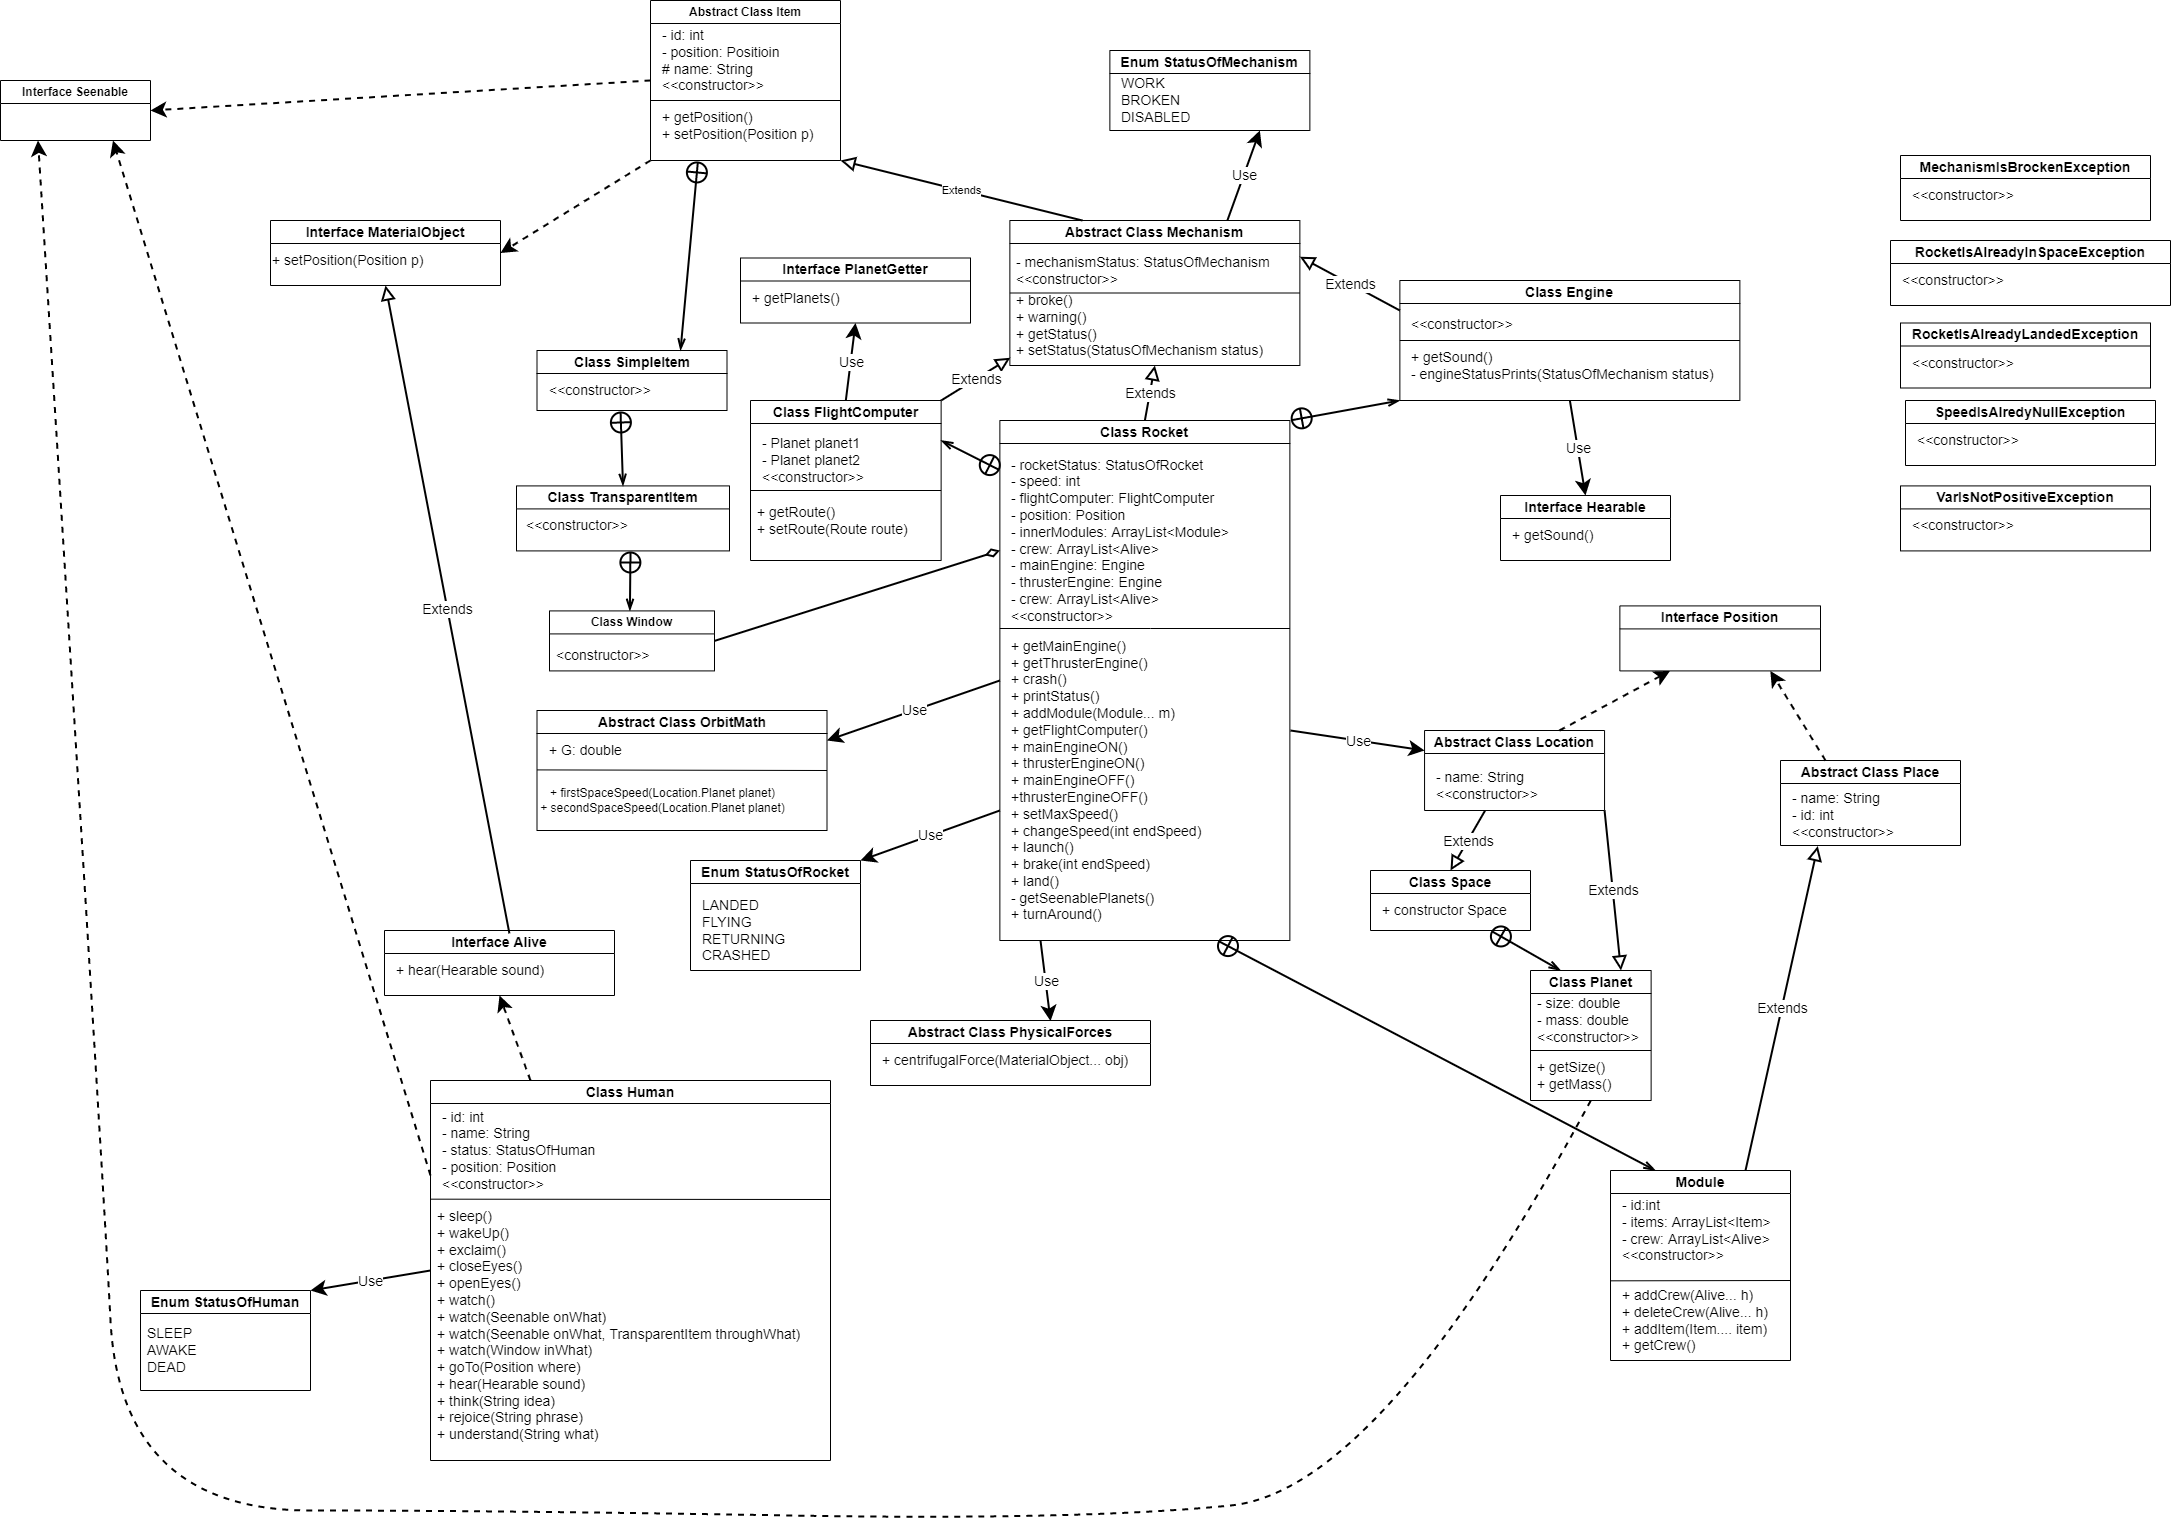 Abstract Class Item
- id: int
- position: Positioin
# name: String
<<constructor>>
+ getPosition()
+ setPosition(Position p)
Interface Seenable
Enum StatusOfMechanism
WORK
BROKEN
DISABLED
Use
Extends
Interface MaterialObject
+ setPosition(Position p)
Interface PlanetGetter
+ getPlanets()
Use
Abstract Class Mechanism
- mechanismStatus: StatusOfMechanism
<<constructor>>
+ broke()
+ warning()
+ getStatus()
+ setStatus(StatusOfMechanism status)
Extends
Class Engine
<<constructor>>
+ getSound()
- engineStatusPrints(StatusOfMechanism status)
Use
Interface Hearable
+ getSound()
MechanismIsBrockenException
<<constructor>>
RocketIsAlreadyInSpaceException
<<constructor>>
RocketIsAlreadyLandedException
<<constructor>>
SpeedIsAlredyNullException
<<constructor>>
VarIsNotPositiveException
<<constructor>>
Class SimpleItem
<<constructor>>
Class TransparentItem
<<constructor>>
Class Window
<constructor>>
Extends
Extends
Class FlightComputer
- Planet planet1
- Planet planet2
<<constructor>>
+ getRoute()
+ setRoute(Route route)
Class Rocket
- rocketStatus: StatusOfRocket
- speed: int
- flightComputer: FlightComputer
- position: Position
- innerModules: ArrayList<Module>
- crew: ArrayList<Alive>
- mainEngine: Engine
- thrusterEngine: Engine
- crew: ArrayList<Alive>
<<constructor>>
+ getMainEngine()
+ getThrusterEngine()
+ crash()
+ printStatus()
+ addModule(Module... m)
+ getFlightComputer()
+ mainEngineON()
+ thrusterEngineON()
+ mainEngineOFF()
+thrusterEngineOFF()
+ setMaxSpeed()
+ changeSpeed(int endSpeed)
+ launch()
+ brake(int endSpeed)
+ land()
- getSeenablePlanets()
+ turnAround()
Extends
Use
Abstract Class OrbitMath
+ G: double
+ firstSpaceSpeed(Location.Planet planet)
+ secondSpaceSpeed(Location.Planet planet)
Use
Enum StatusOfRocket
LANDED
FLYING
RETURNING
CRASHED
Use
Abstract Class PhysicalForces
+ centrifugalForce(MaterialObject... obj)
Use
Interface Position
Abstract Class Location
- name: String
<<constructor>>
Abstract Class Place
- name: String
- id: int
<<constructor>>
Extends
Class Space
+ constructor Space
Extends
Class Planet
- size: double
- mass: double
<<constructor>>
+ getSize()
+ getMass()
Extends
Module
- id:int
- items: ArrayList<Item>
- crew: ArrayList<Alive>
<<constructor>>
+ addCrew(Alive... h)
+ deleteCrew(Alive... h)
+ addItem(Item.... item)
+ getCrew()
Interface Alive
+ hear(Hearable sound)
Class Human
- id: int
- name: String
- status: StatusOfHuman
- position: Position
<<constructor>>
+ sleep()
+ wakeUp()
+ exclaim()
+ closeEyes()
+ openEyes()
+ watch()
+ watch(Seenable onWhat)
+ watch(Seenable onWhat, TransparentItem throughWhat)
+ watch(Window inWhat)
+ goTo(Position where)
+ hear(Hearable sound)
+ think(String idea)
+ rejoice(String phrase)
+ understand(String what)
Use
Enum StatusOfHuman
SLEEP
AWAKE
DEAD